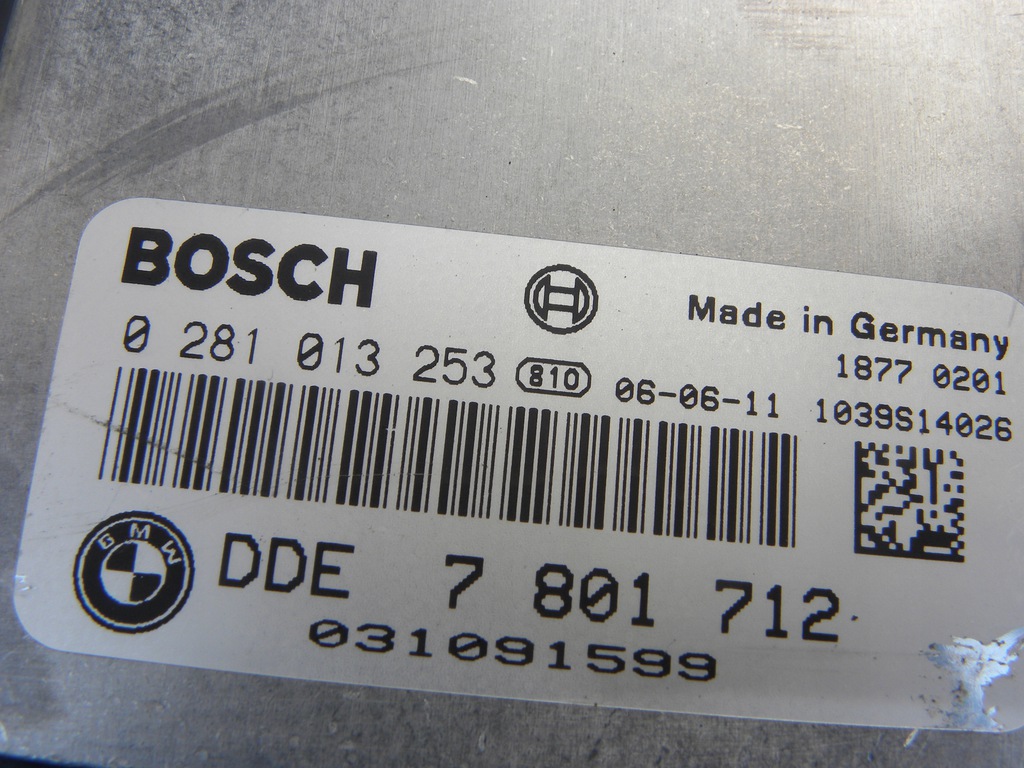 BOSCH
Made in Germany
0 281 013 253 810 06-06-11
1877 0201
1039S14026
BMW
DDE 7 801 712
031091599